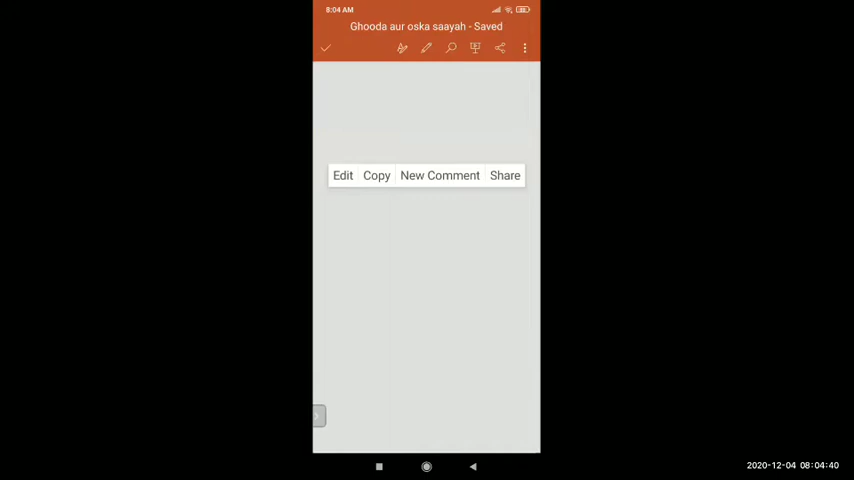 8:04 AM
Ghooda aur oska saayah - Saved
Edit Copy New Comment Share
2020-12-04 08:04:40